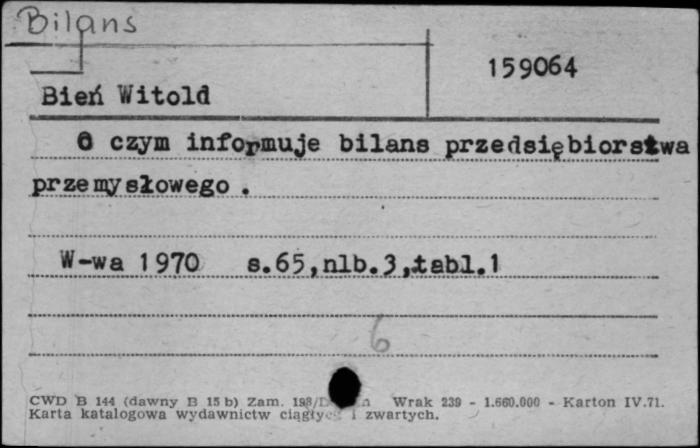 Bilans
159064
Bień Witold
O czym informuje bilans przedsiębiorstwa
przemysłowego.
W-wa 1970 s.65,nlb.3,tabl.1
6
CWD B 144 (dawny B 15 b) Zam. Wrak 239 - 1.660.000 - Karton IV.71.
Karta katalogowa wydawnictw ciągłych i zwartych.